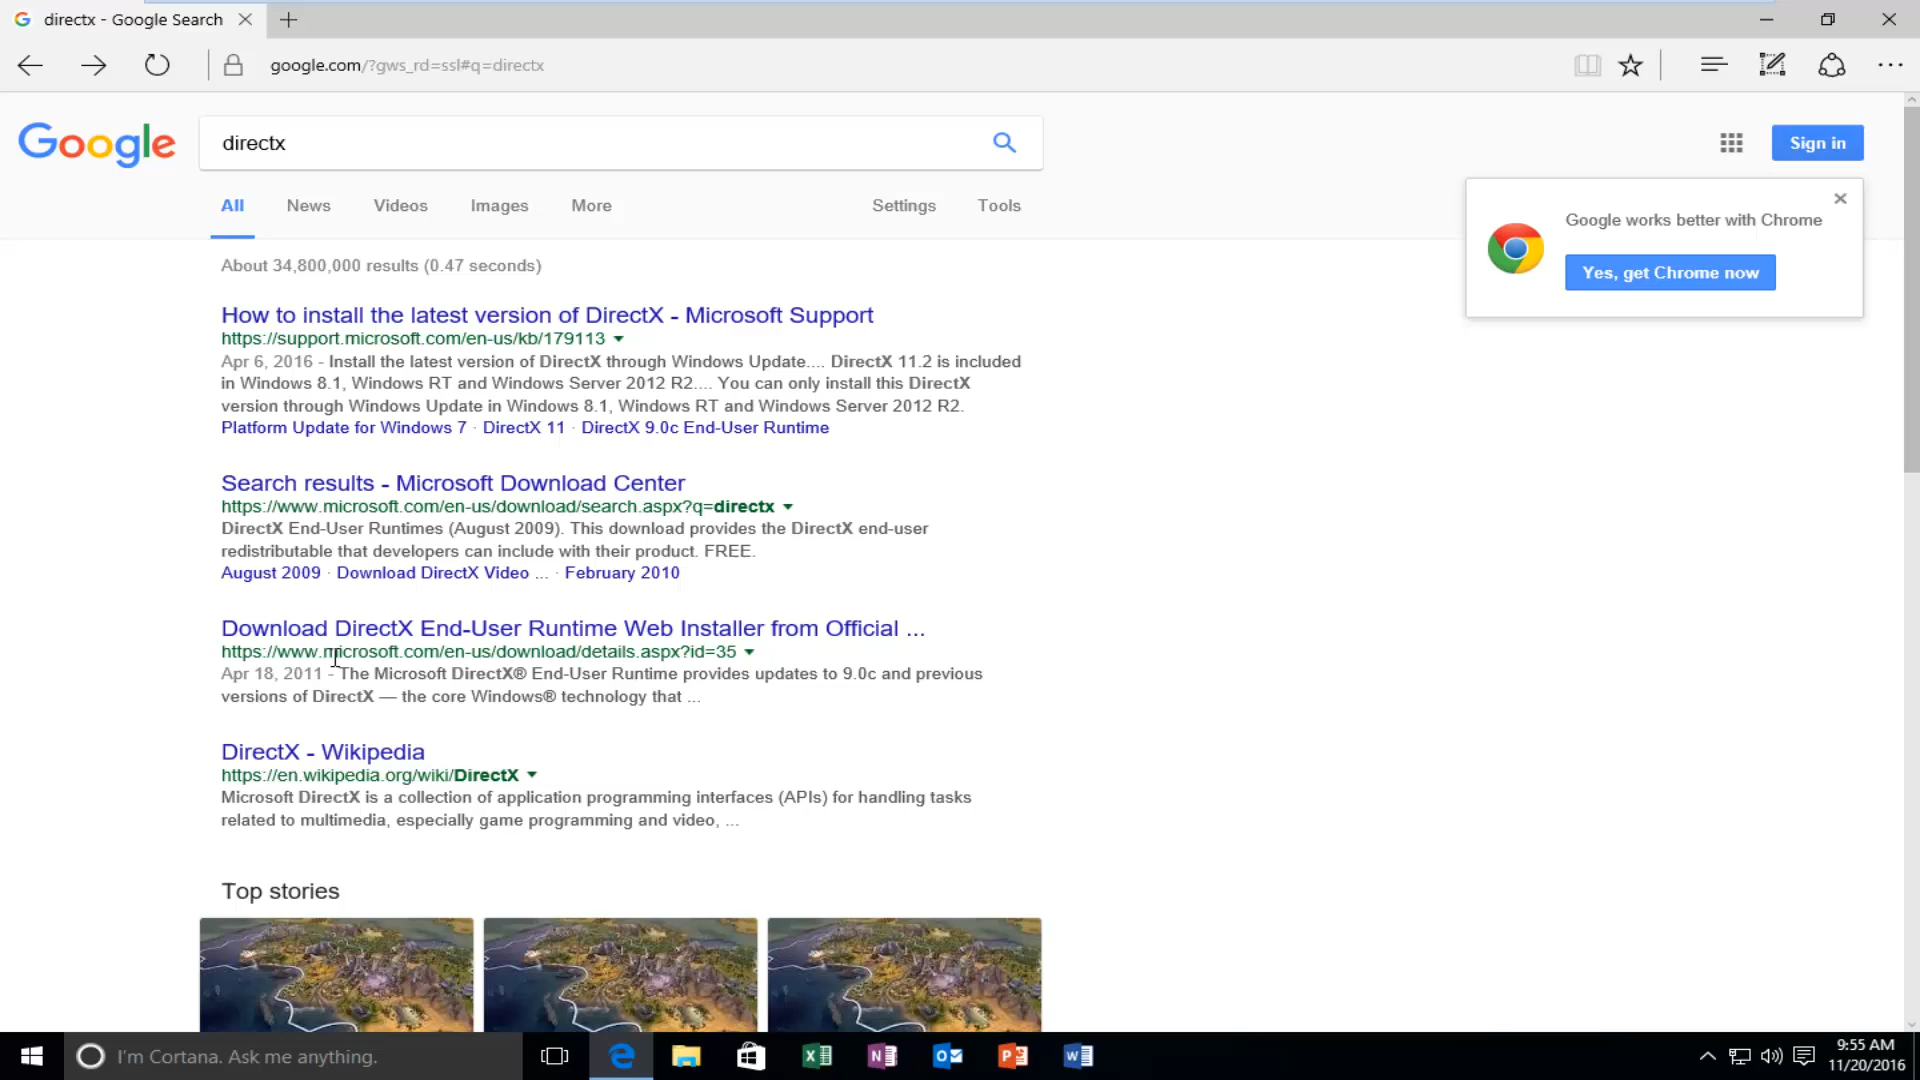 directx - Google Search
google.com/?gws_rd=ssl#q=directx
Google
directx
Sign in
All News Videos Images More Settings Tools
Google works better with Chrome
Yes, get Chrome now
About 34,800,000 results (0.47 seconds)
How to install the latest version of DirectX - Microsoft Support
https://support.microsoft.com/en-us/kb/179113
Apr 6, 2016 - Install the latest version of DirectX through Windows Update.... DirectX 11.2 is included
in Windows 8.1, Windows RT and Windows Server 2012 R2.... You can only install this DirectX
version through Windows Update in Windows 8.1, Windows RT and Windows Server 2012 R2.
Platform Update for Windows 7 · DirectX 11 · DirectX 9.0c End-User Runtime
Search results - Microsoft Download Center
https://www.microsoft.com/en-us/download/search.aspx?q=directx
DirectX End-User Runtimes (August 2009). This download provides the DirectX end-user
redistributable that developers can include with their product. FREE.
August 2009 · Download DirectX Video ... · February 2010
Download DirectX End-User Runtime Web Installer from Official ...
https://www.microsoft.com/en-us/download/details.aspx?id=35
Apr 18, 2011 - The Microsoft DirectX® End-User Runtime provides updates to 9.0c and previous
versions of DirectX — the core Windows® technology that ...
DirectX - Wikipedia
https://en.wikipedia.org/wiki/DirectX
Microsoft DirectX is a collection of application programming interfaces (APIs) for handling tasks
related to multimedia, especially game programming and video, ...
Top stories
I'm Cortana. Ask me anything.
9:55 AM
11/20/2016